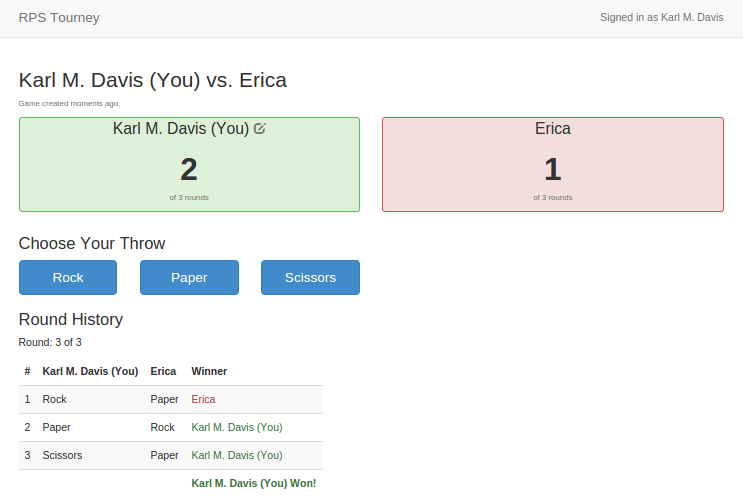 RPS Tourney Signed in as Karl M. Davis
Karl M. Davis (You) vs. Erica
Game created moments ago.
Karl M. Davis (You) Erica
2 1
of 3 rounds of 3 rounds
Choose Your Throw
Rock Paper Scissors
Round History
Round: 3 of 3
# Karl M. Davis (You) Erica Winner
1 Rock Paper Erica
2 Paper Rock Karl M. Davis (You)
3 Scissors Paper Karl M. Davis (You)
Karl M. Davis (You) Won!